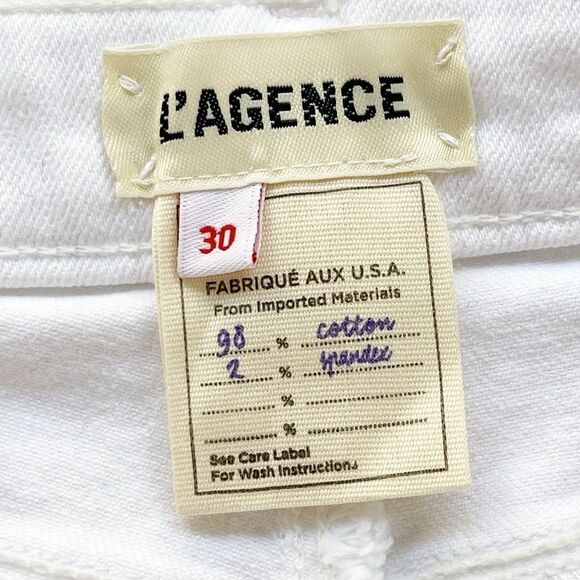 L'AGENCE
30
FABRIQUÉ AUX U.S.A.
From Imported Materials
98 % cotton
2 % spandex
%
%
See Care Label
For Wash Instructions